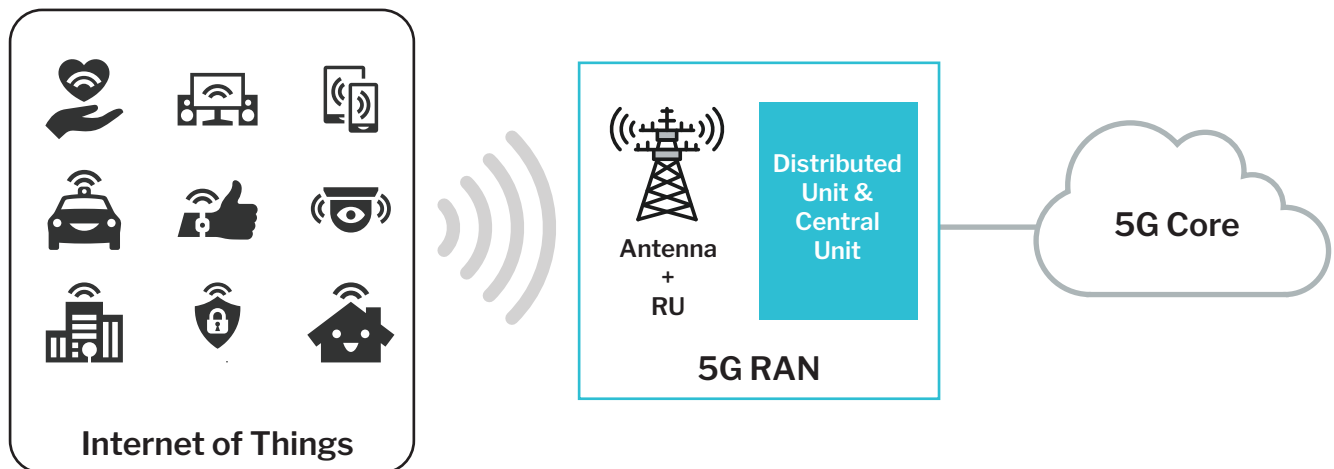 Internet of Things
Antenna
+
RU
Distributed
Unit &
Central
Unit
5G RAN
5G Core